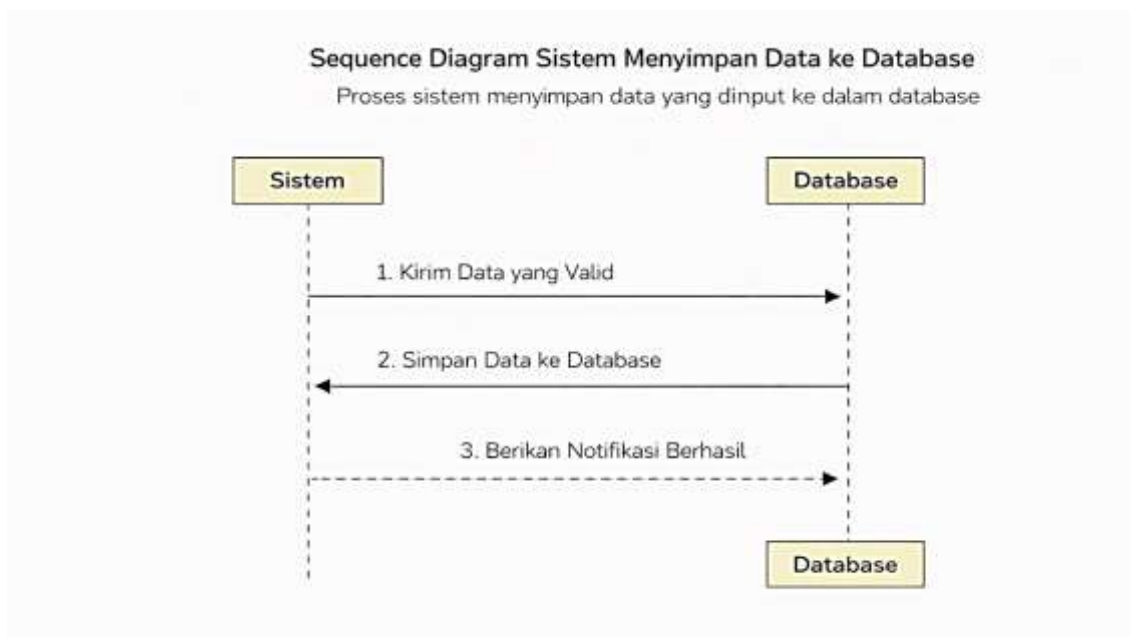 Sequence Diagram Sistem Menyimpan Data ke Database
Proses sistem menyimpan data yang dinput ke dalam database
Sistem
Database
1. Kirim Data yang Valid
2. Simpan Data ke Database
3. Berikan Notifikasi Berhasil
Database